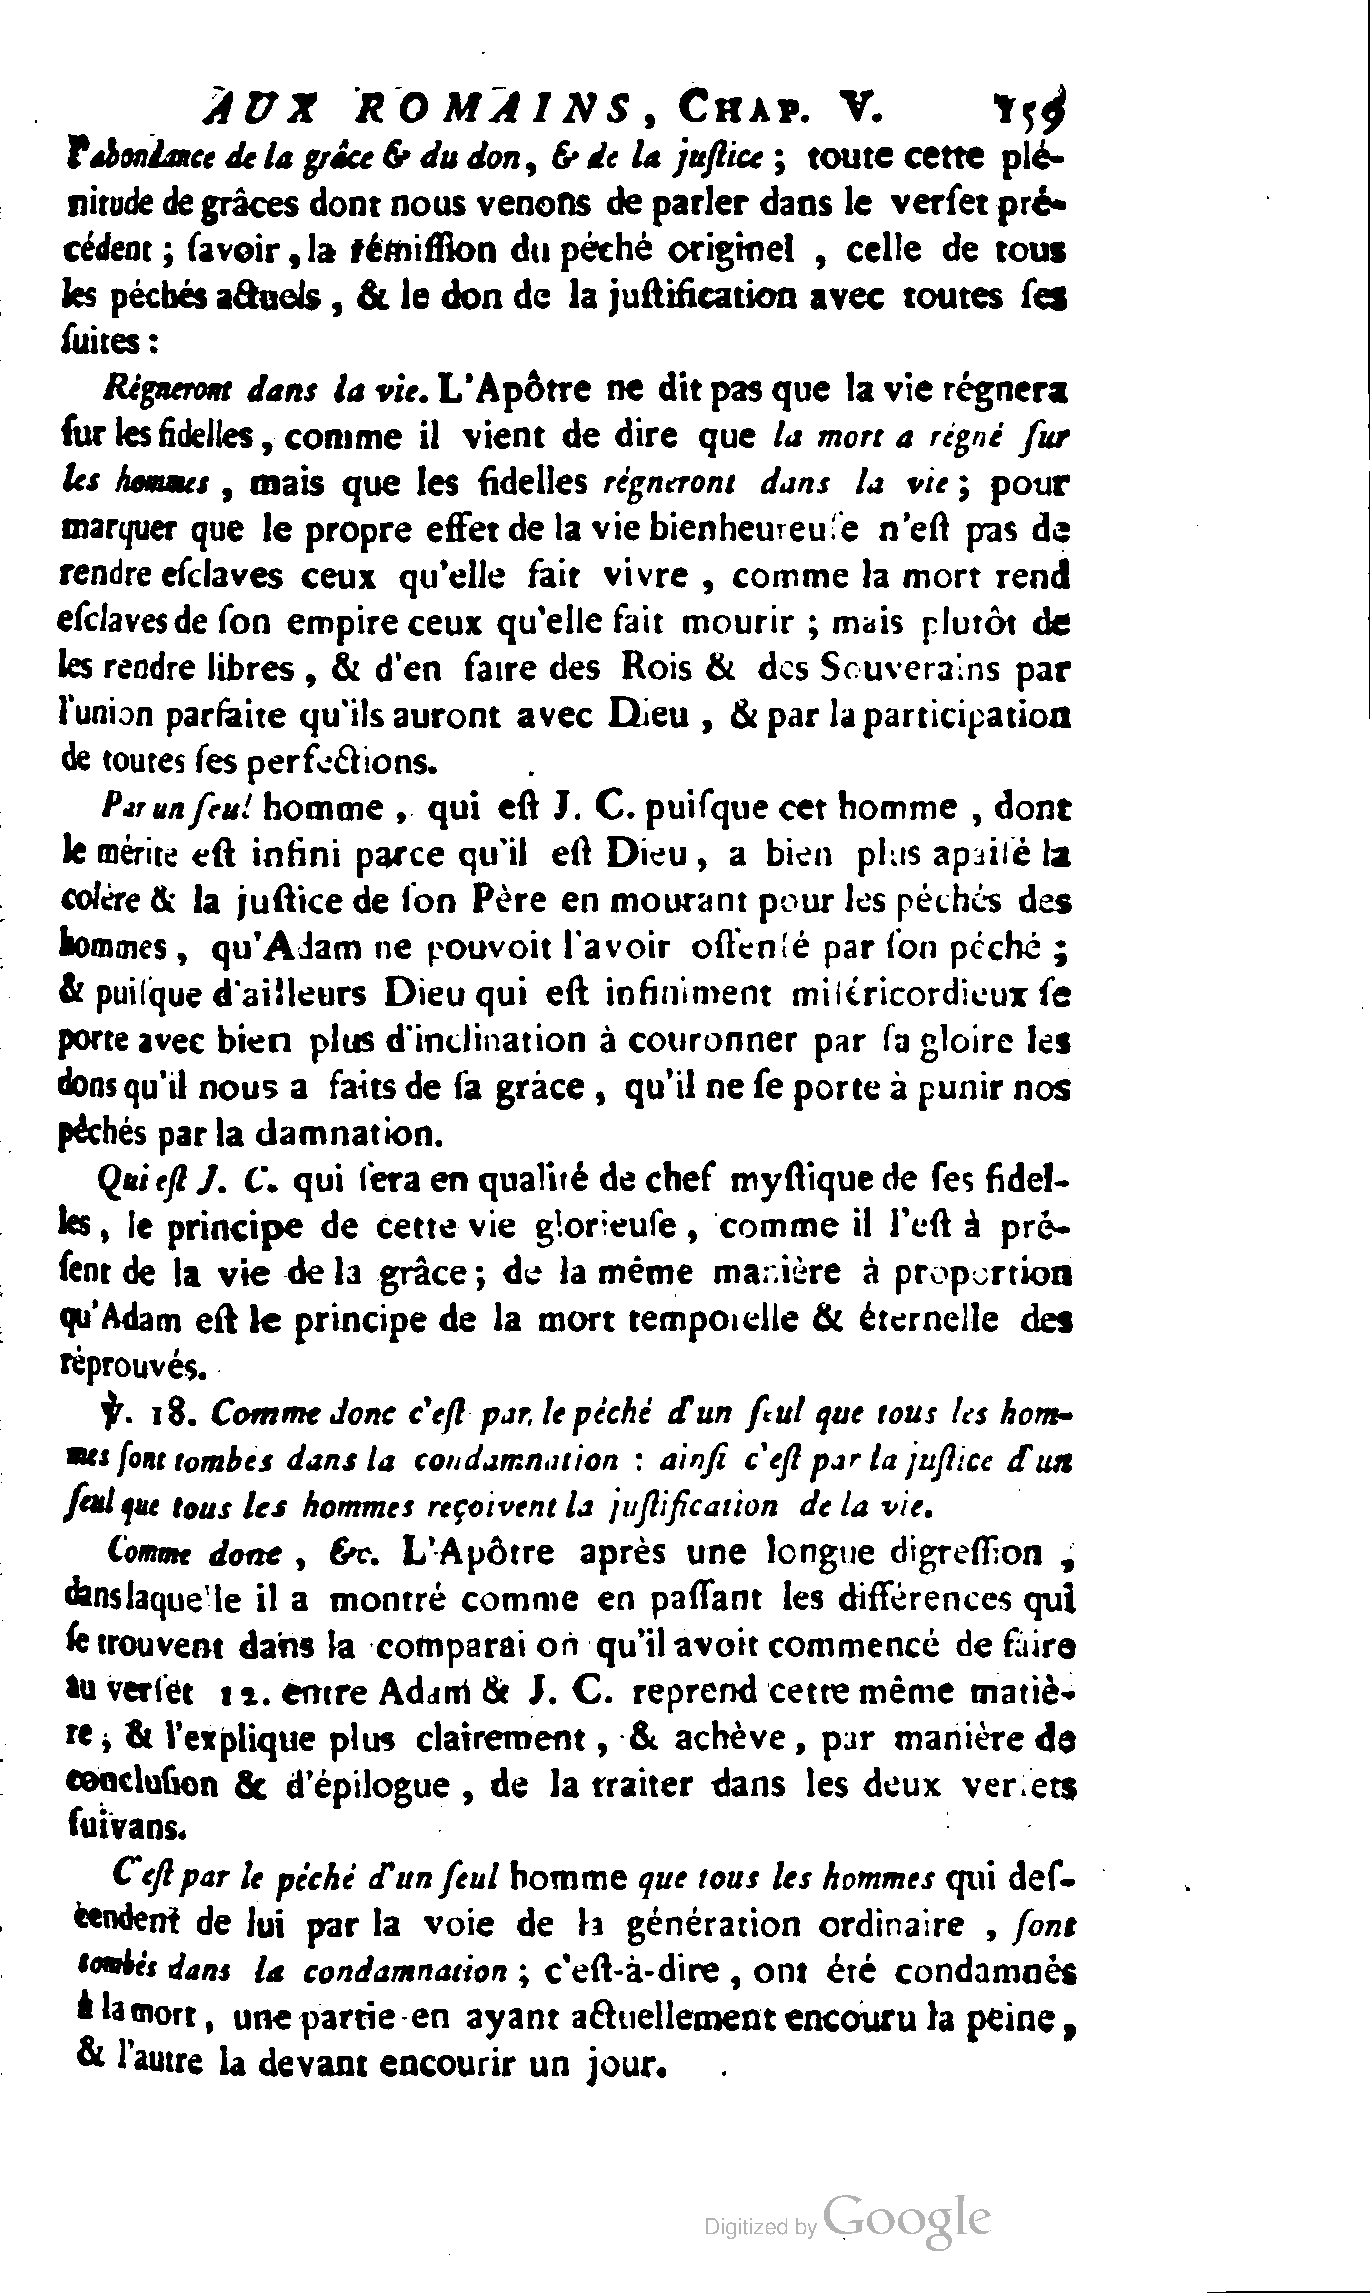 AUX ROMAINS, CHAP. V. 159
l'abondance de la grâce & du don, & de la juſtice ; toute cette plé-
nitude de grâces dont nous venons de parler dans le verſet pré-
cédent ; ſavoir, la rémiſſion du péché originel , celle de tous
les péchés actuels , & le don de la juſtification avec toutes ſes
ſuites :
Régneront dans la vie. L'Apôtre ne dit pas que la vie régnera
ſur les fidelles, comme il vient de dire que la mort a régné ſur
les hommes , mais que les fidelles régneront dans la vie ; pour
marquer que le propre effet de la vie bienheureuſe n'eſt pas de
rendre eſclaves ceux qu'elle fait vivre , comme la mort rend
eſclaves de ſon empire ceux qu'elle fait mourir ; mais plutôt de
les rendre libres , & d'en faire des Rois & des Souverains par
l'union parfaite qu'ils auront avec Dieu , & par la participation
de toutes ſes perfections.
Par un ſeul homme , qui eſt J. C. puiſque cet homme , dont
le mérite eſt infini parce qu'il eſt Dieu, a bien plus apaiſé la
colère & la juſtice de ſon Père en mourant pour les péchés des
hommes, qu'Adam ne pouvoit l'avoir offenſé par ſon péché ;
& puiſque d'ailleurs Dieu qui eſt infiniment miſéricordieux ſe
porte avec bien plus d'inclination à couronner par ſa gloire les
dons qu'il nous a faits de ſa grâce , qu'il ne ſe porte à punir nos
péchés par la damnation.
Qui eſt J. C. qui ſera en qualité de chef myſtique de ſes fidel-
les, le principe de cette vie glorieuſe , comme il l'eſt à pré-
ſent de la vie de la grâce; de la même manière à proportion
qu'Adam eſt le principe de la mort temporelle & éternelle des
réprouvés.
℣. 18. Comme donc c'eſt par le péché d'un ſeul que tous les hom-
mes ſont tombés dans la condamnation : ainſi c'eſt par la juſtice d'un
ſeul que tous les hommes reçoivent la juſtification de la vie.
Comme donc , &c. L'Apôtre après une longue digreſſion ,
dans laquelle il a montré comme en paſſant les différences qui
ſe trouvent dans la comparai on qu'il avoit commencé de faire
au verſet 12. entre Adam & J. C. reprend cette même matiè-
re, & l'explique plus clairement , & achève, par manière de
concluſion & d'épilogue , de la traiter dans les deux verſets
ſuivans.
C'eſt par le péché d'un ſeul homme que tous les hommes qui deſ-
cendent de lui par la voie de la génération ordinaire , ſont
tombés dans la condamnation ; c'eſt-à-dire , ont été condamnés
à la mort, une partie en ayant actuellement encouru la peine,
& l'autre la devant encourir un jour.
Digitized by Google